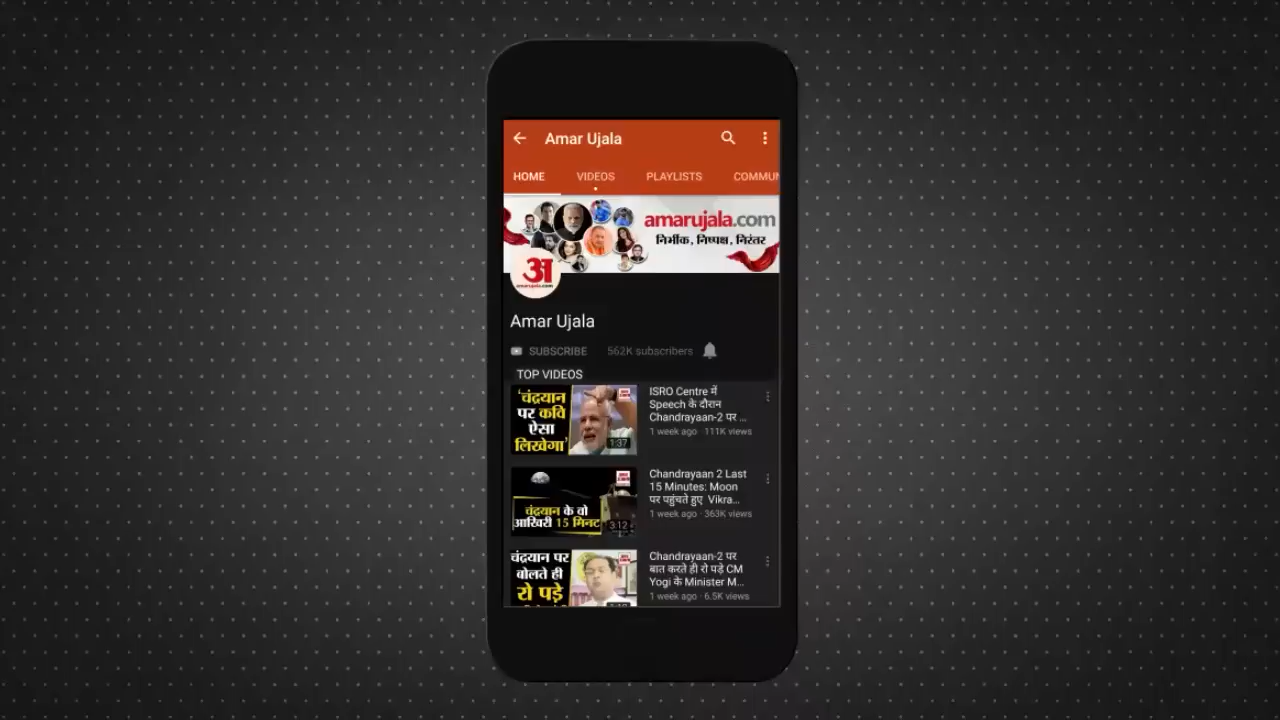 Amar Ujala
HOME VIDEOS PLAYLISTS COMMUN
amarujala.com
निर्भीक, निष्पक्ष, निरंतर
अ
amarujala.com
Amar Ujala
SUBSCRIBE 562K subscribers
TOP VIDEOS
'चंद्रयान
पर कवि
ऐसा
लिखेगा'
1:37
ISRO Centre में
Speech के दौरान
Chandrayaan-2 पर ...
1 week ago · 111K views
चंद्रयान के वो
आखिरी 15 मिनट
3:12
Chandrayaan 2 Last
15 Minutes: Moon
पर पहुंचते हुए Vikra...
1 week ago · 363K views
चंद्रयान पर
बोलते ही
रो पड़े
Chandrayaan-2 पर
बात करते ही रो पड़े CM
Yogi के Minister M...
1 week ago · 6.5K views